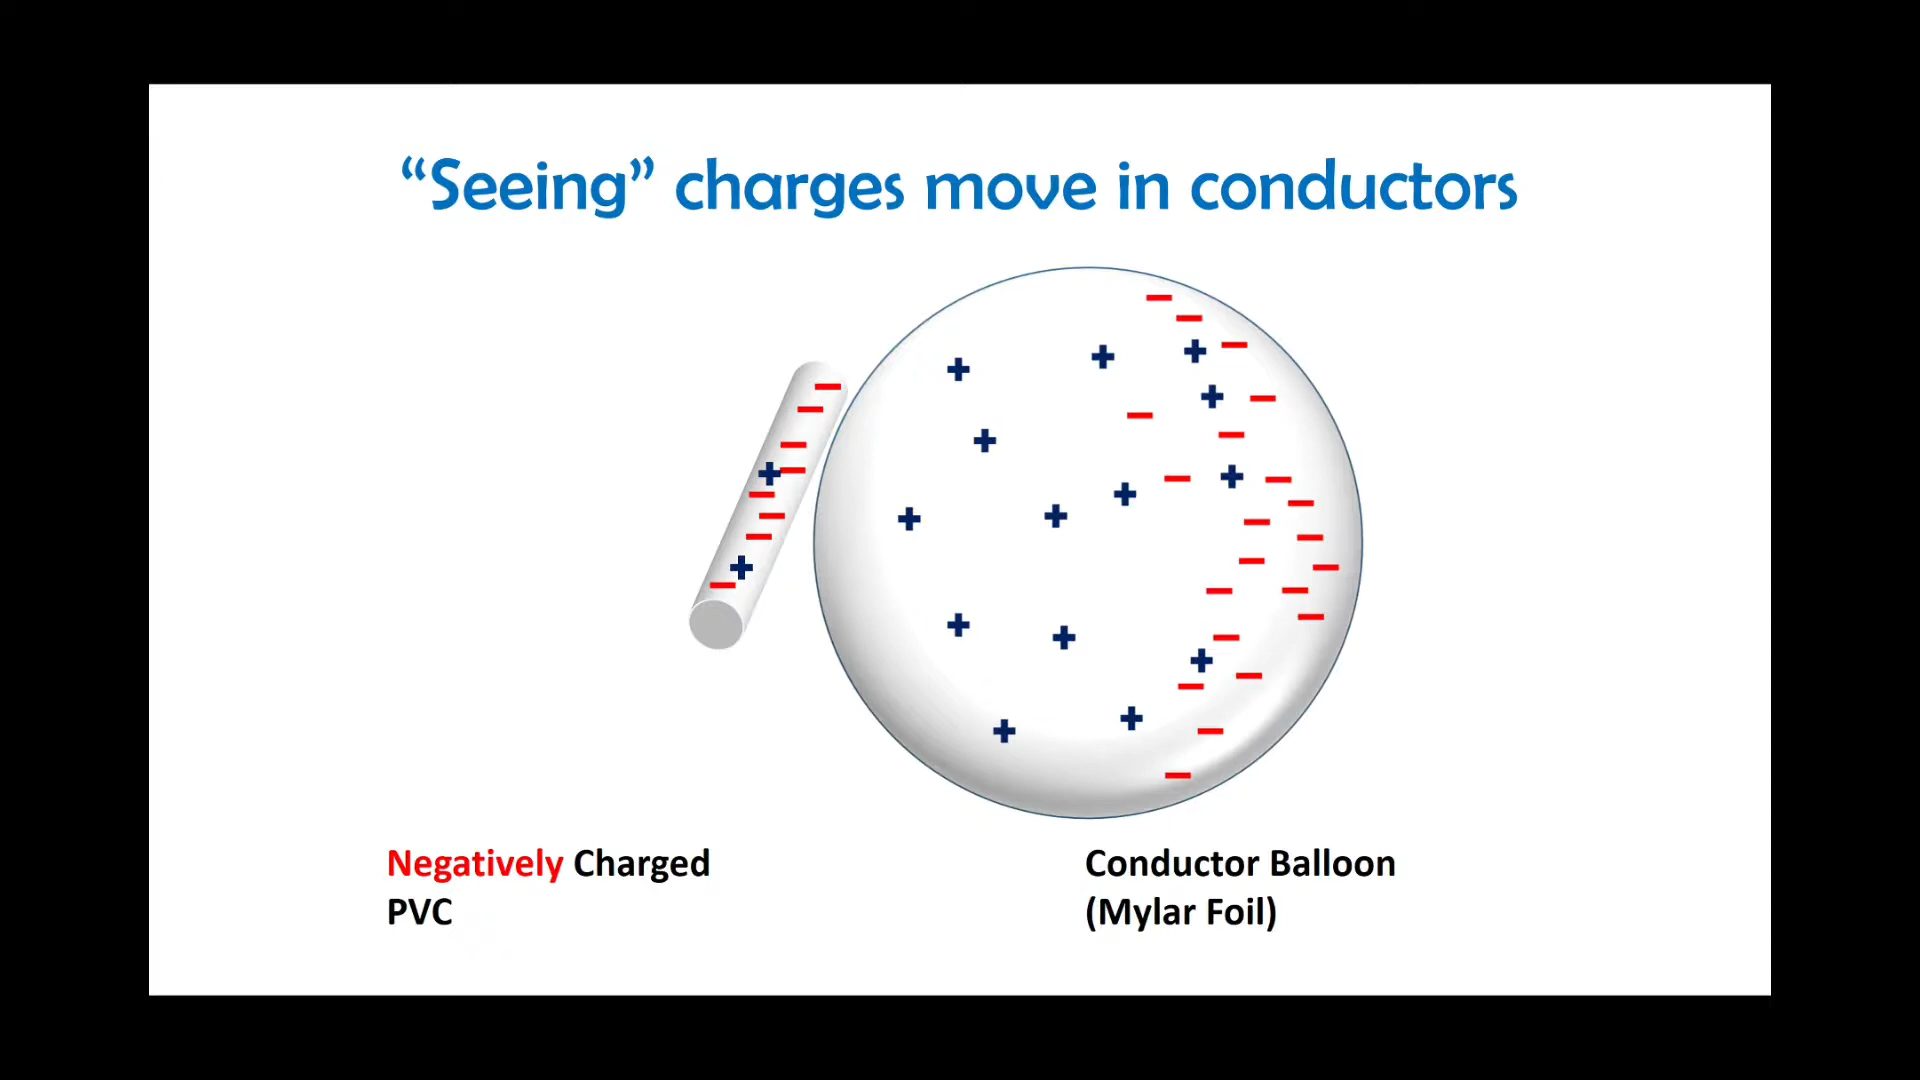 “Seeing” charges move in conductors
Negatively Charged
PVC
Conductor Balloon
(Mylar Foil)